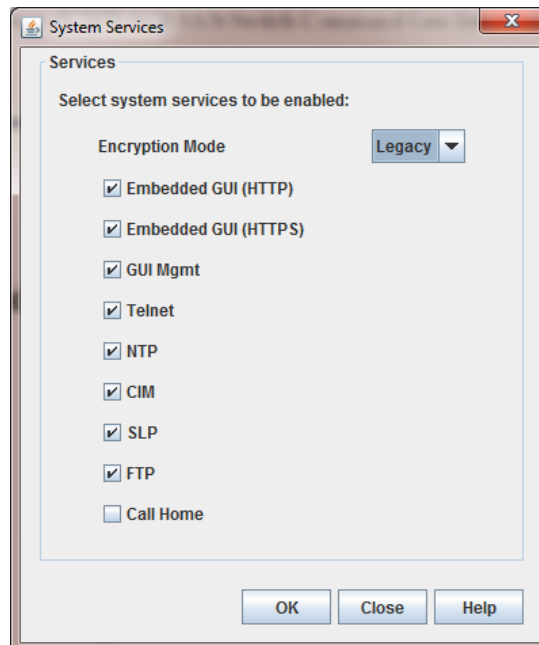 System Services
Services
Select system services to be enabled:
Encryption Mode Legacy
Embedded GUI (HTTP)
Embedded GUI (HTTPS)
GUI Mgmt
Telnet
NTP
CIM
SLP
FTP
Call Home
OK Close Help